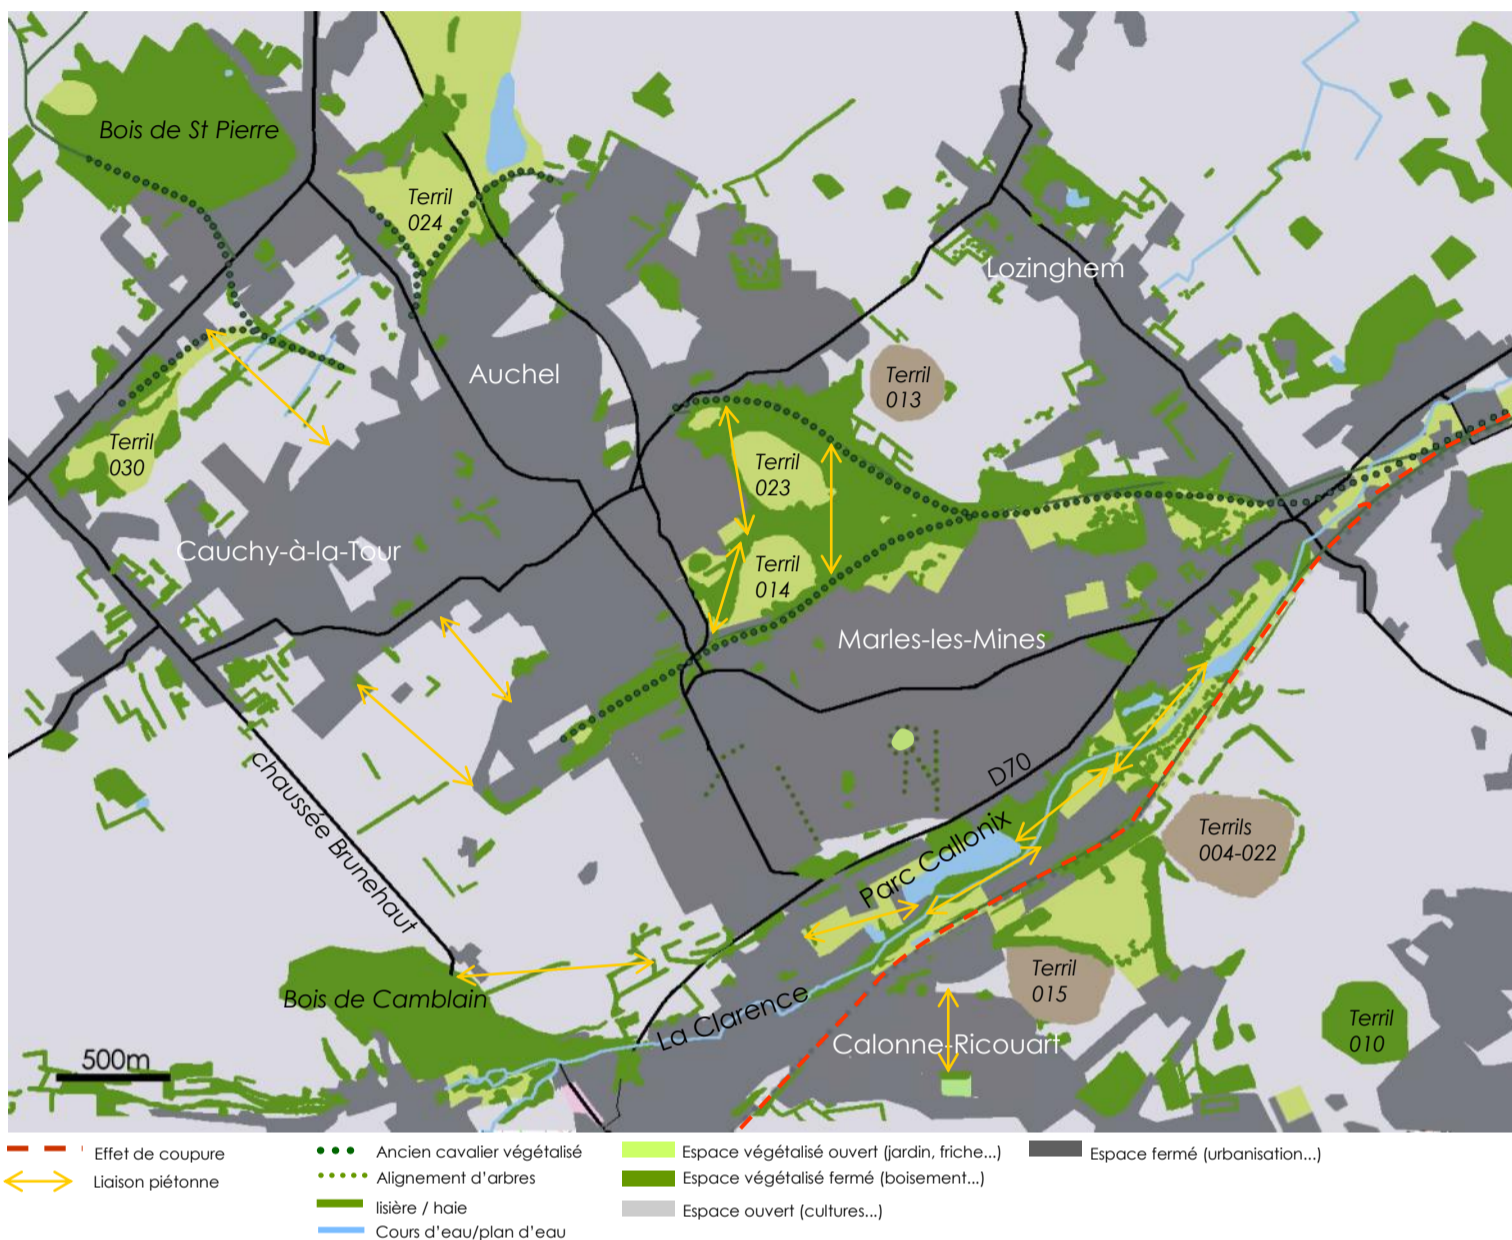 Bois de St Pierre
Terril
024
Lozinghem
Auchel
Terril
013
Terril
030
Terril
023
Cauchy-à-la-Tour
Terril
014
Marles-les-Mines
chaussée Brunehaut
D70
Parc Callonix
Terrils
004-022
Bois de Camblain
La Clarence
Terril
015
Calonne-Ricouart
Terril
010
500m
Effet de coupure
Liaison piétonne
Ancien cavalier végétalisé
Alignement d'arbres
lisière / haie
Cours d'eau/plan d'eau
Espace végétalisé ouvert (jardin, friche...)
Espace végétalisé fermé (boisement...)
Espace ouvert (cultures...)
Espace fermé (urbanisation...)